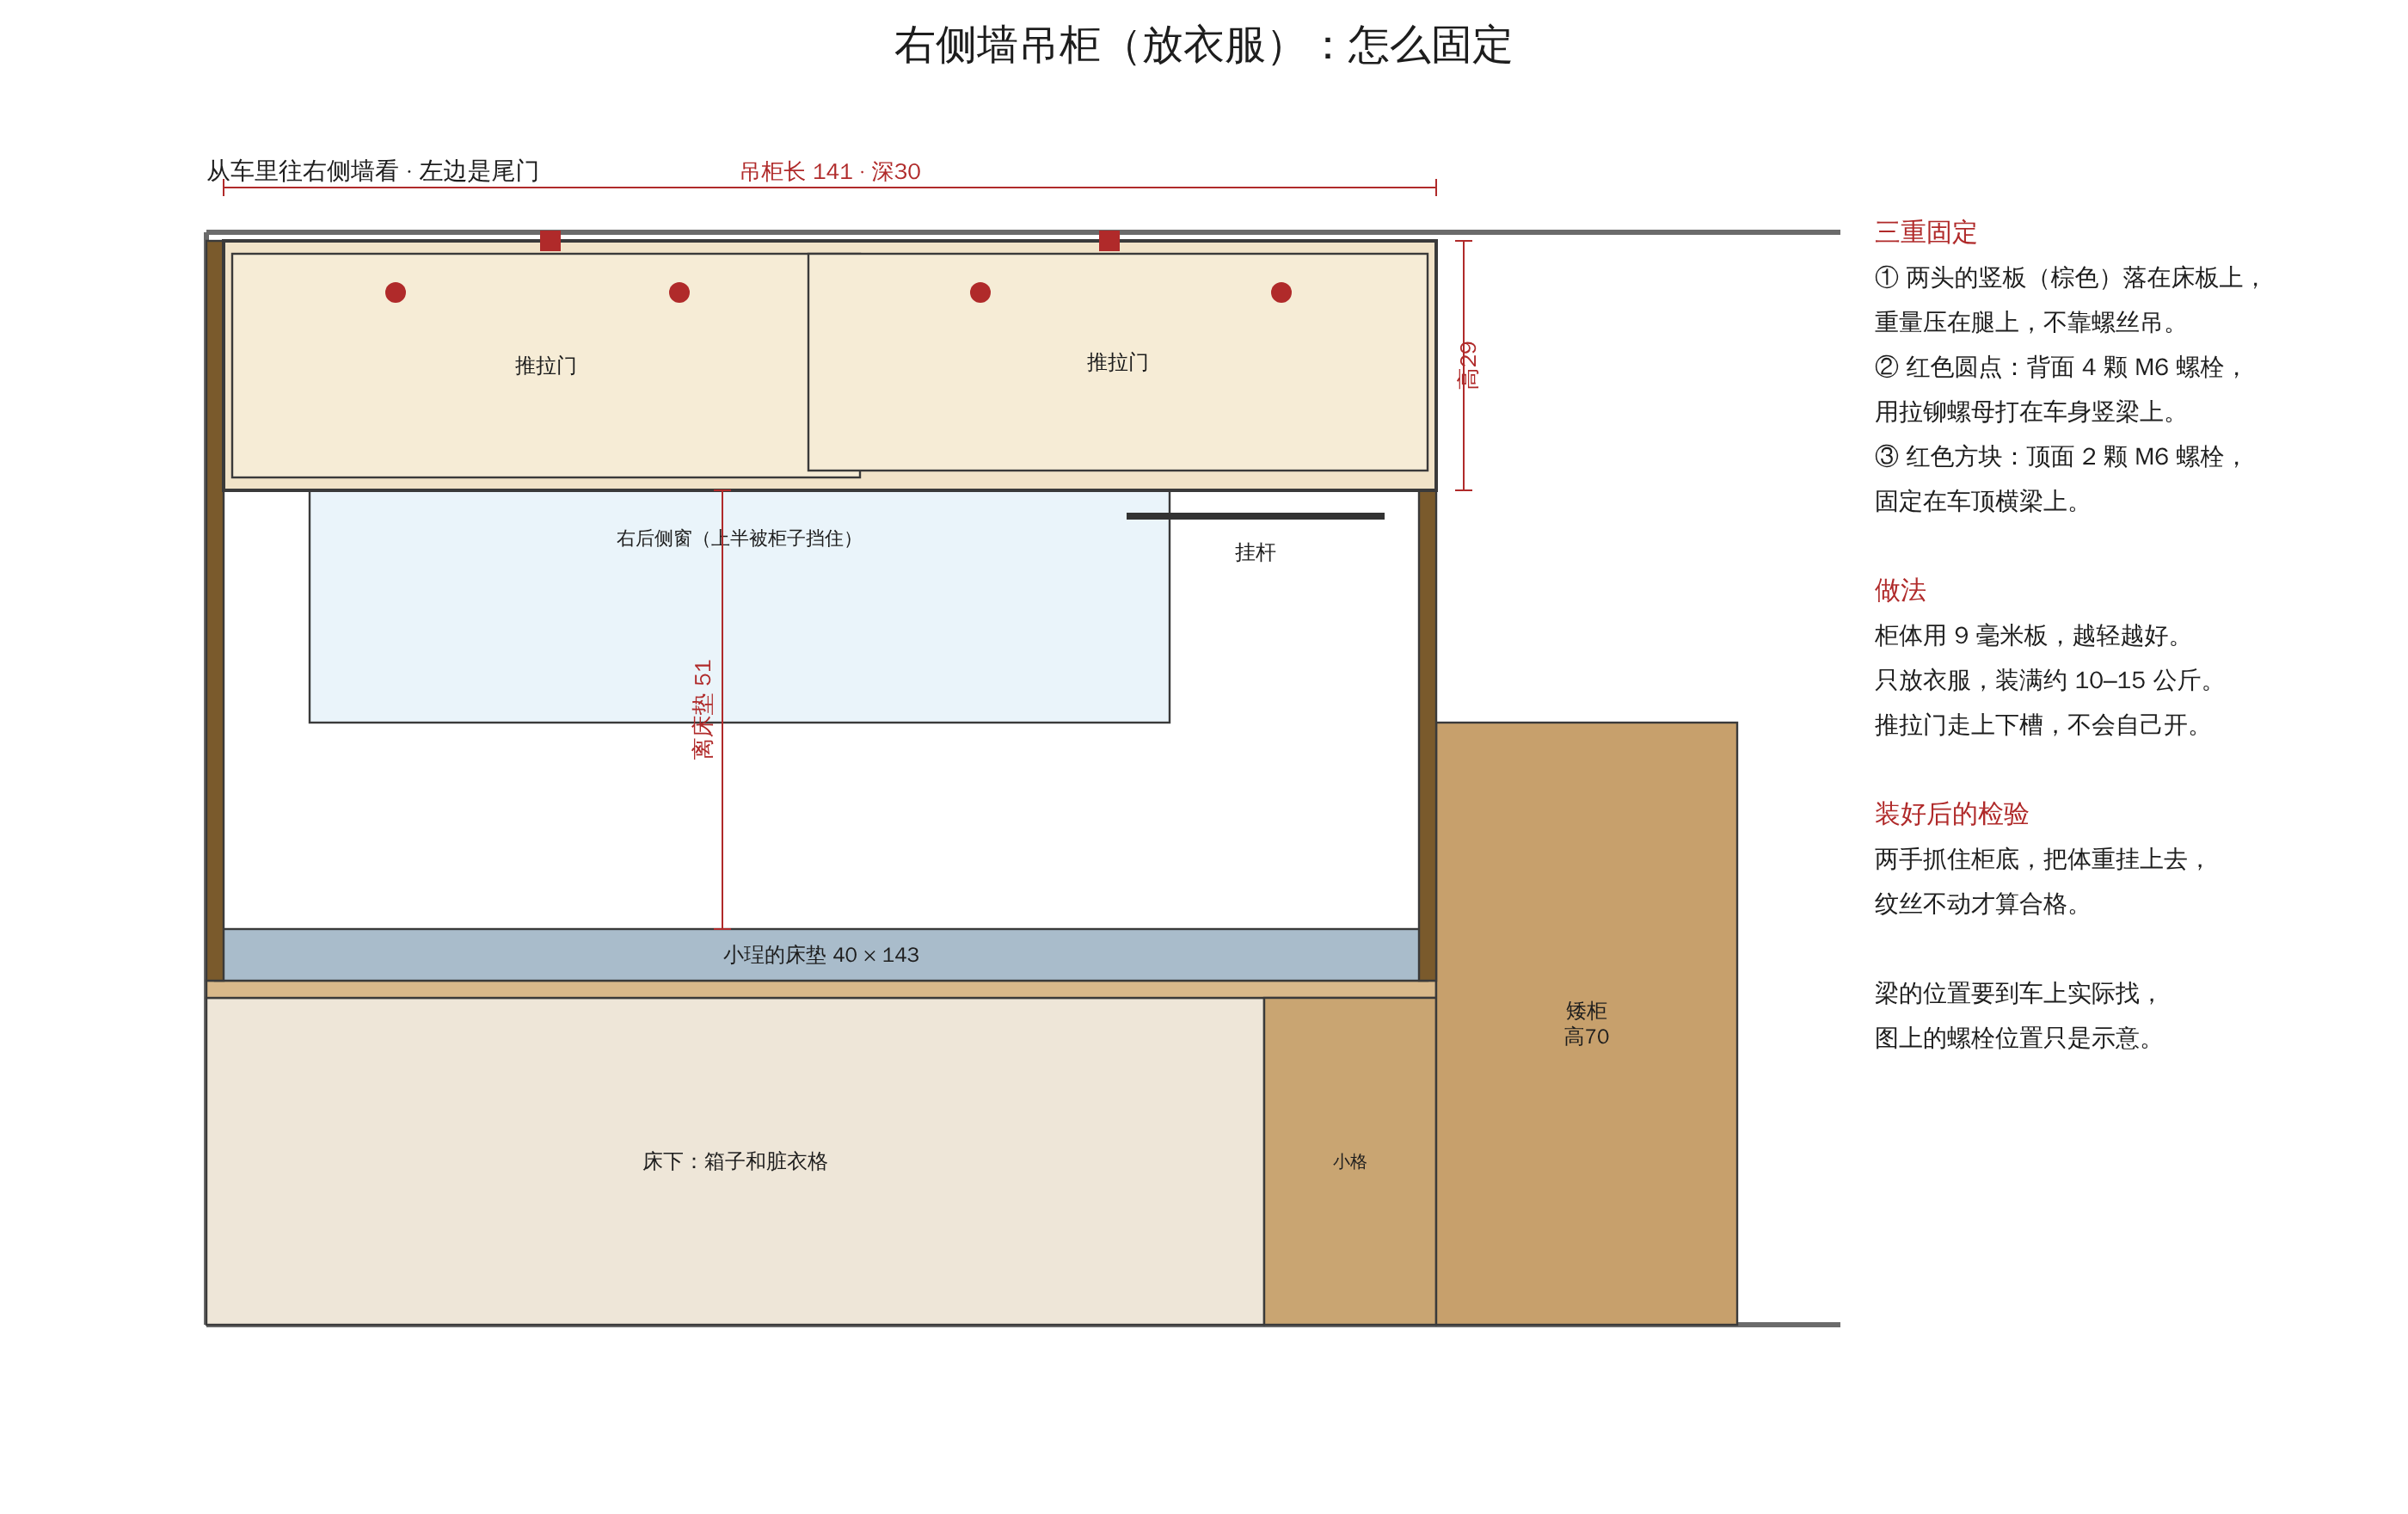 右侧墙吊柜（放衣服）：怎么固定
从车里往右侧墙看 · 左边是尾门
吊柜长 141 · 深30
推拉门
推拉门
高29
右后侧窗（上半被柜子挡住）
挂杆
离床垫 51
小珵的床垫 40 × 143
床下：箱子和脏衣格
小格
矮柜
高70
三重固定
① 两头的竖板（棕色）落在床板上，
重量压在腿上，不靠螺丝吊。
② 红色圆点：背面 4 颗 M6 螺栓，
用拉铆螺母打在车身竖梁上。
③ 红色方块：顶面 2 颗 M6 螺栓，
固定在车顶横梁上。
做法
柜体用 9 毫米板，越轻越好。
只放衣服，装满约 10–15 公斤。
推拉门走上下槽，不会自己开。
装好后的检验
两手抓住柜底，把体重挂上去，
纹丝不动才算合格。
梁的位置要到车上实际找，
图上的螺栓位置只是示意。